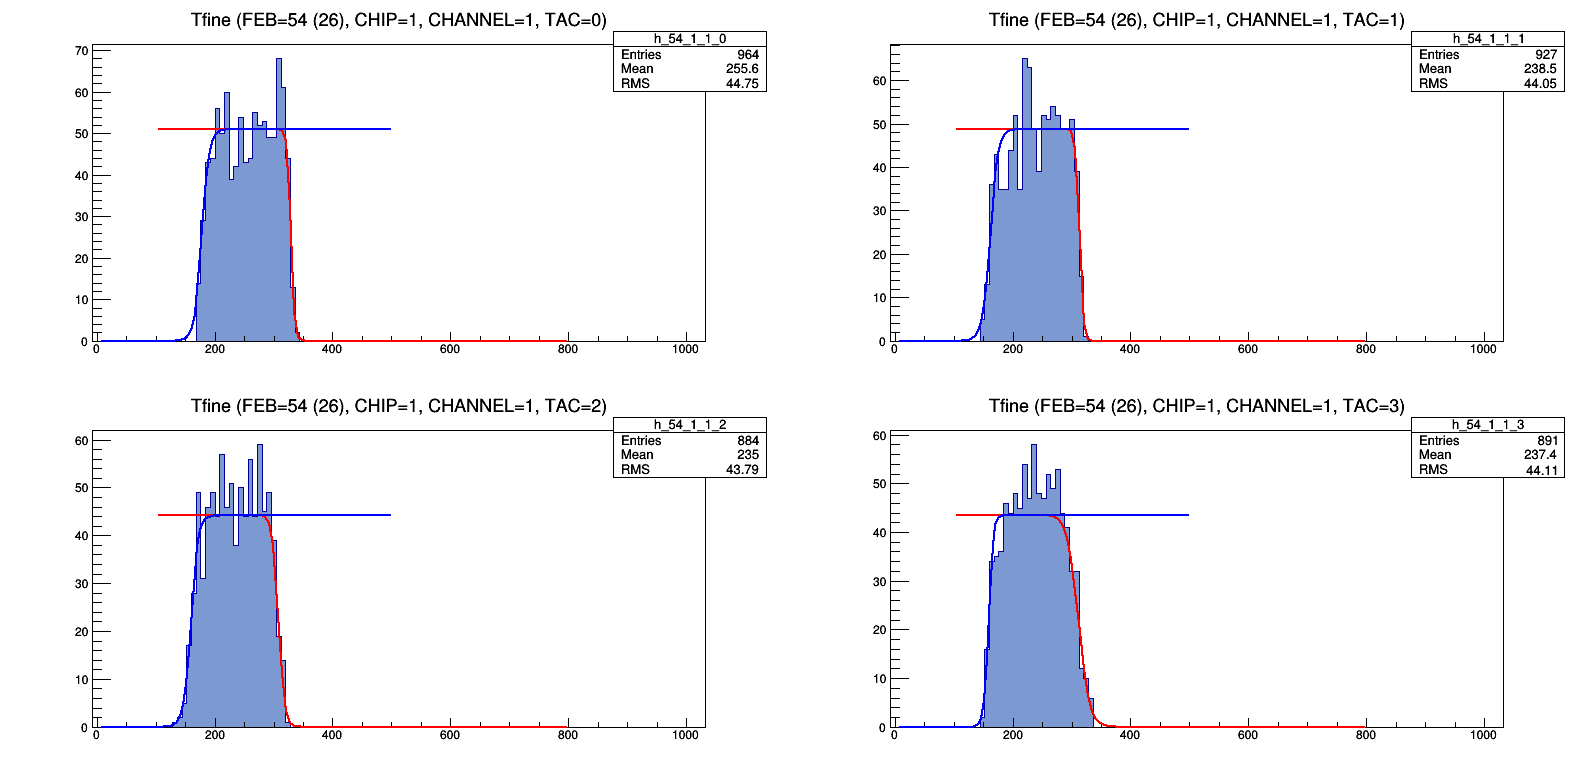 Tfine (FEB=54 (26), CHIP=1, CHANNEL=1, TAC=0)
h_54_1_1_0
Entries 964
Mean 255.6
RMS 44.75
70
60
50
40
30
20
10
0
0 200 400 600 800 1000
Tfine (FEB=54 (26), CHIP=1, CHANNEL=1, TAC=1)
h_54_1_1_1
Entries 927
Mean 238.5
RMS 44.05
60
50
40
30
20
10
0
0 200 400 600 800 1000
Tfine (FEB=54 (26), CHIP=1, CHANNEL=1, TAC=2)
h_54_1_1_2
Entries 884
Mean 235
RMS 43.79
60
50
40
30
20
10
0
0 200 400 600 800 1000
Tfine (FEB=54 (26), CHIP=1, CHANNEL=1, TAC=3)
h_54_1_1_3
Entries 891
Mean 237.4
RMS 44.11
60
50
40
30
20
10
0
0 200 400 600 800 1000